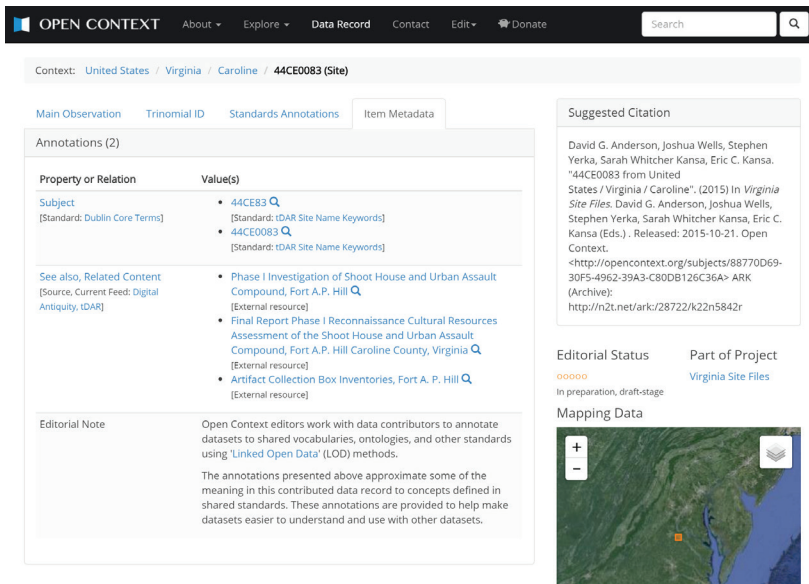 OPEN CONTEXT About Explore Data Record Contact Edit Donate Search
Context: United States / Virginia / Caroline / 44CE0083 (Site)
Main Observation Trinomial ID Standards Annotations Item Metadata
Annotations (2)
Property or Relation Value(s)
Subject
[Standard: Dublin Core Terms]
• 44CE83
[Standard: tDAR Site Name Keywords]
• 44CE0083
[Standard: tDAR Site Name Keywords]
See also, Related Content
[Source, Current Feed: Digital
Antiquity, tDAR]
• Phase I Investigation of Shoot House and Urban Assault
Compound, Fort A.P. Hill
[External resource]
• Final Report Phase I Reconnaissance Cultural Resources
Assessment of the Shoot House and Urban Assault
Compound, Fort A.P. Hill Caroline County, Virginia
[External resource]
• Artifact Collection Box Inventories, Fort A. P. Hill
[External resource]
Editorial Note
Open Context editors work with data contributors to annotate
datasets to shared vocabularies, ontologies, and other standards
using 'Linked Open Data' (LOD) methods.
The annotations presented above approximate some of the
meaning in this contributed data record to concepts defined in
shared standards. These annotations are provided to help make
datasets easier to understand and use with other datasets.
Suggested Citation
David G. Anderson, Joshua Wells, Stephen
Yerka, Sarah Whitcher Kansa, Eric C. Kansa.
"44CE0083 from United
States / Virginia / Caroline". (2015) In Virginia
Site Files. David G. Anderson, Joshua Wells,
Stephen Yerka, Sarah Whitcher Kansa, Eric C.
Kansa (Eds.) . Released: 2015-10-21. Open
Context.
<http://opencontext.org/subjects/88770D69-
30F5-4962-39A3-C80DB126C36A> ARK
(Archive):
http://n2t.net/ark:/28722/k22n5842r
Editorial Status
In preparation, draft-stage
Part of Project
Virginia Site Files
Mapping Data
+
−